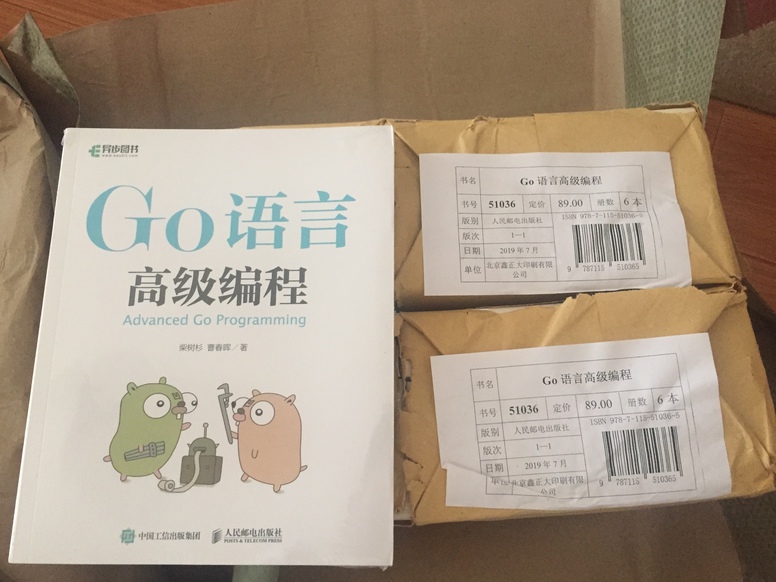 异步图书
www.epubit.com
Go语言
高级编程
Advanced Go Programming
柴树杉 曹春晖／著
中国工信出版集团
人民邮电出版社
POSTS & TELECOM PRESS
书名 Go 语言高级编程
书号 51036 定价 89.00 册数 6 本
版别 人民邮电出版社 ISBN 978-7-115-51036-5
版次 1—1
日期 2019 年 7 月
单位 北京鑫正大印刷有限公司
9 787115 510365
书名 Go 语言高级编程
书号 51036 定价 89.00 册数 6 本
版别 人民邮电出版社 ISBN 978-7-115-51036-5
版次 1—1
日期 2019 年 7 月
单位 北京鑫正大印刷有限公司
9 787115 510365